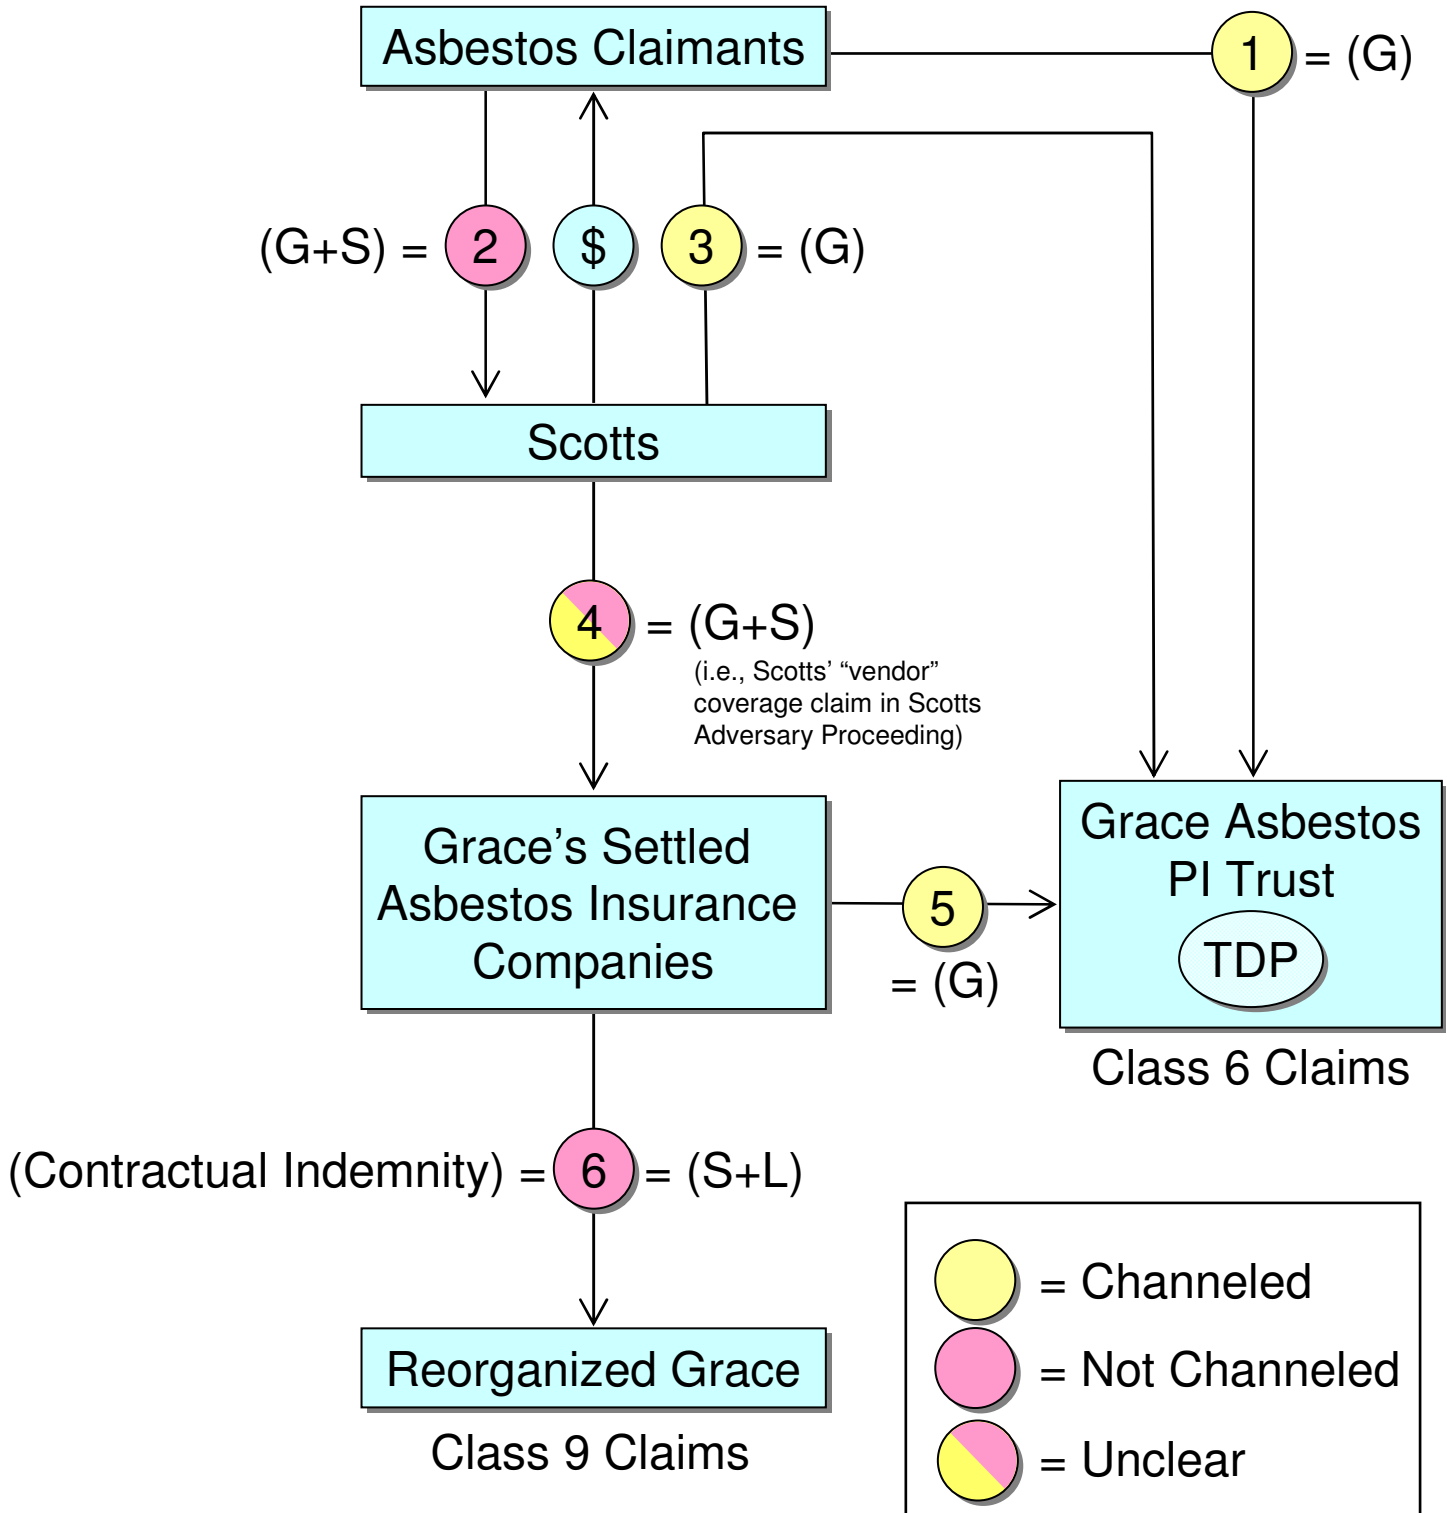 Asbestos Claimants
1 = (G)
(G+S) = 2
$
3 = (G)
Scotts
4 = (G+S)
(i.e., Scotts’ “vendor”
coverage claim in Scotts
Adversary Proceeding)
Grace’s Settled
Asbestos Insurance
Companies
5
= (G)
Grace Asbestos
PI Trust
TDP
Class 6 Claims
(Contractual Indemnity) = 6 = (S+L)
Reorganized Grace
Class 9 Claims
= Channeled
= Not Channeled
= Unclear